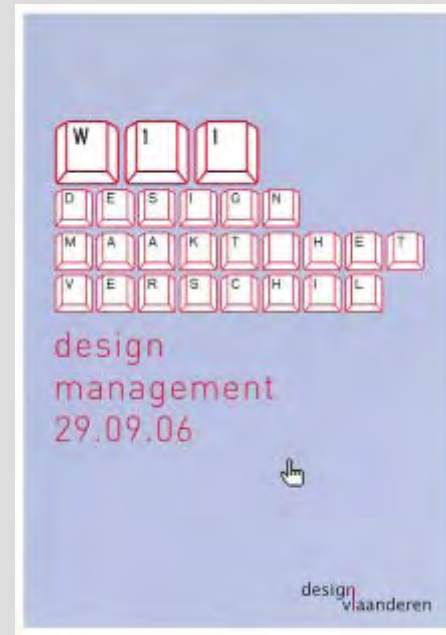 W11
DESIGN
MAAKT HET
VERSCHIL
design
management
29.09.06
design
vlaanderen